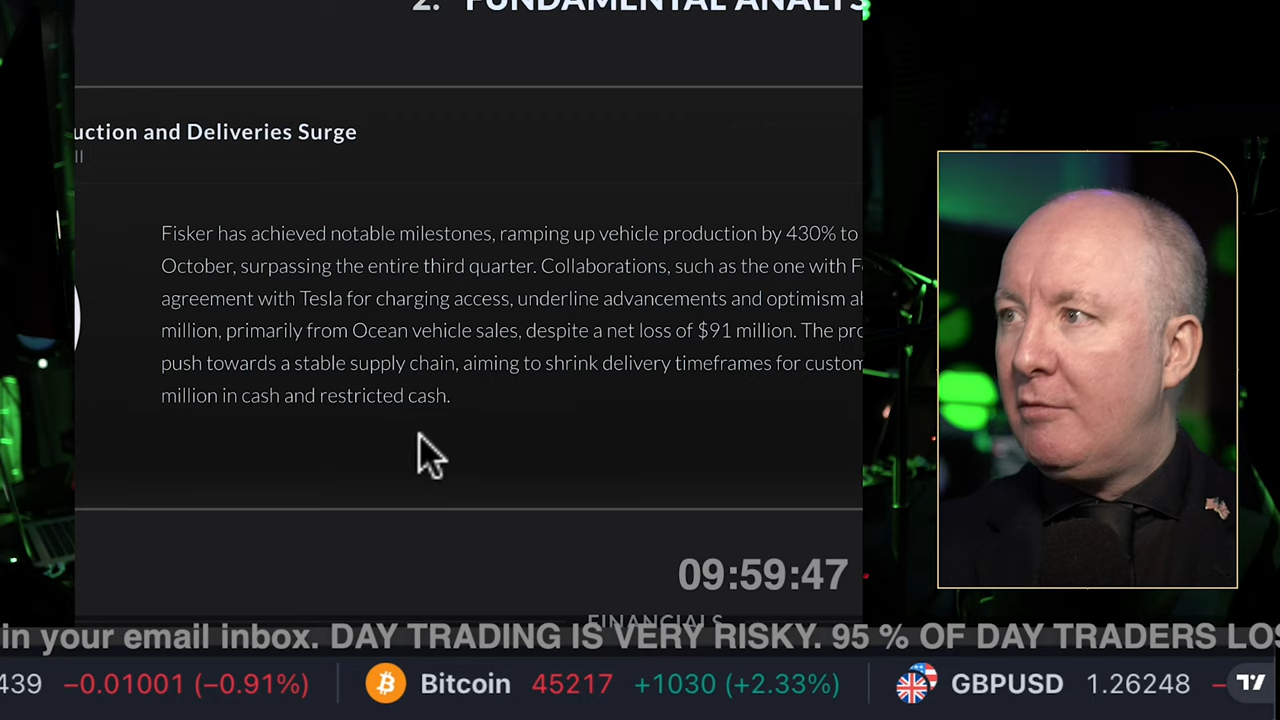 2. FUNDAMENTAL ANALYS
uction and Deliveries Surge
ll
Fisker has achieved notable milestones, ramping up vehicle production by 430% to
October, surpassing the entire third quarter. Collaborations, such as the one with F
agreement with Tesla for charging access, underline advancements and optimism a
million, primarily from Ocean vehicle sales, despite a net loss of $91 million. The pro
push towards a stable supply chain, aiming to shrink delivery timeframes for custom
million in cash and restricted cash.
09:59:47
FINANCIALS
in your email inbox. DAY TRADING IS VERY RISKY. 95 % OF DAY TRADERS LOS
439 −0.01001 (−0.91%) Bitcoin 45217 +1030 (+2.33%) GBPUSD 1.26248 −